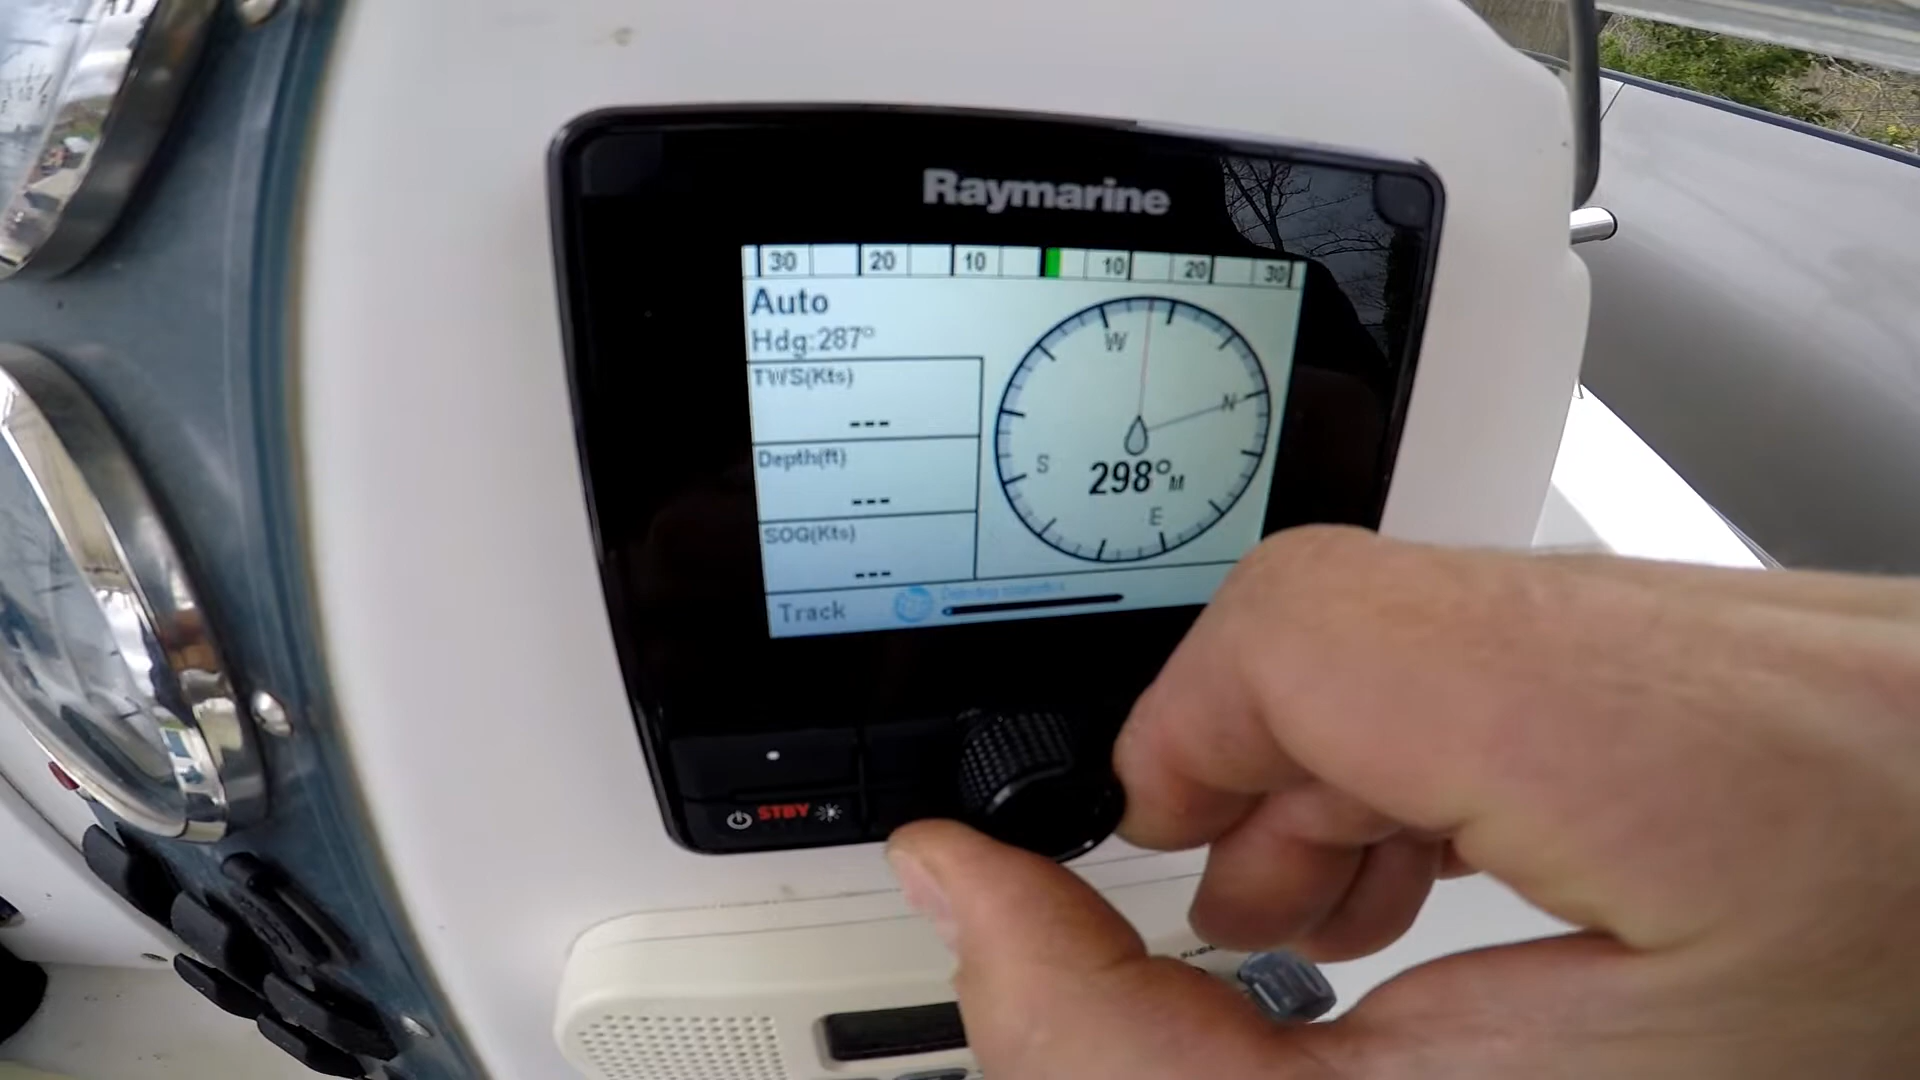 Raymarine
30 20 10 10 20 30
Auto
Hdg:287°
TWS(Kts)
---
Depth(ft)
---
SOG(Kts)
---
W
N
S
E
298°M
Track
STBY